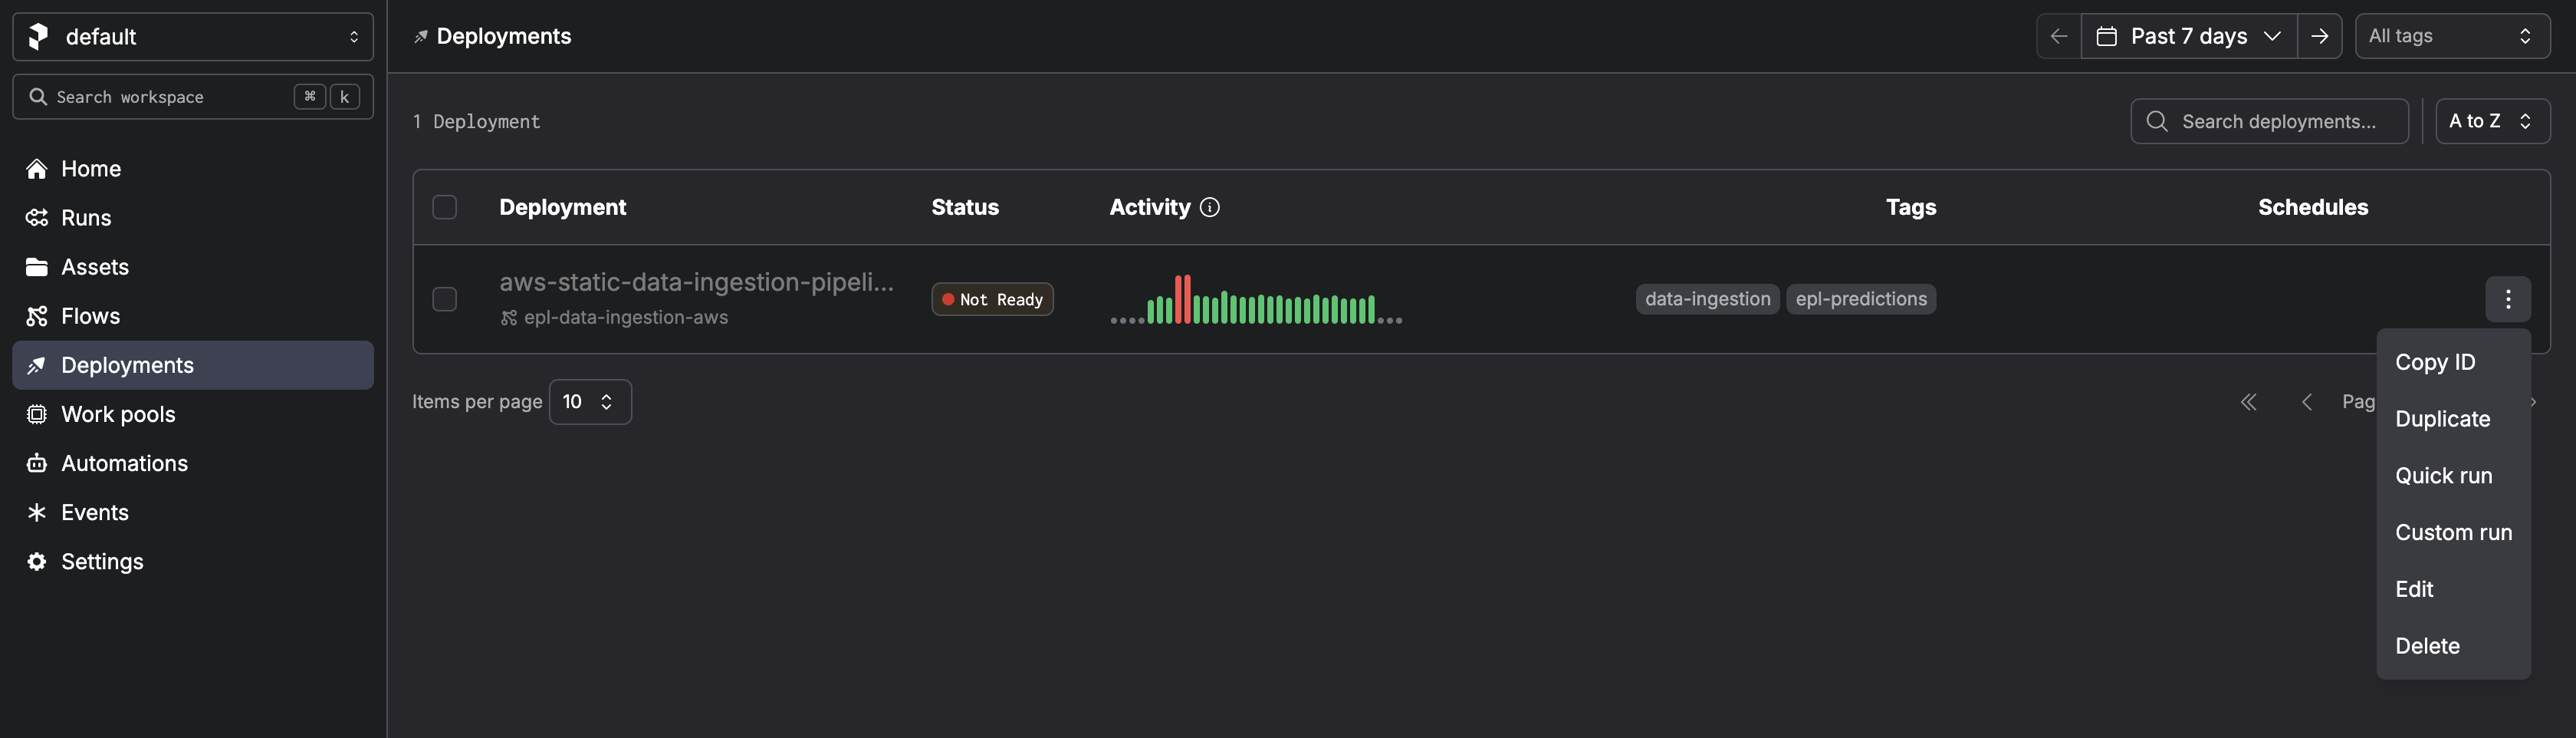 default
Search workspace ⌘ k
Home
Runs
Assets
Flows
Deployments
Work pools
Automations
Events
Settings
Deployments
Past 7 days
All tags
1 Deployment
Search deployments...
A to Z
Deployment Status Activity Tags Schedules
aws-static-data-ingestion-pipeli...
epl-data-ingestion-aws
Not Ready
data-ingestion epl-predictions
Items per page 10
Pag
Copy ID
Duplicate
Quick run
Custom run
Edit
Delete